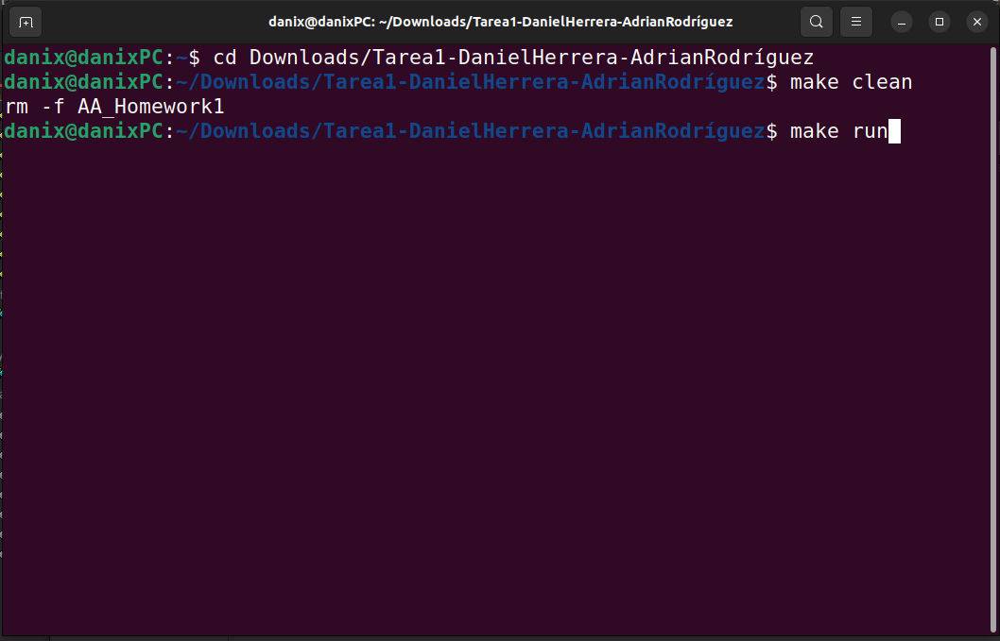 danix@danixPC: ~/Downloads/Tarea1-DanielHerrera-AdrianRodríguez
danix@danixPC:~$ cd Downloads/Tarea1-DanielHerrera-AdrianRodríguez
danix@danixPC:~/Downloads/Tarea1-DanielHerrera-AdrianRodríguez$ make clean
rm -f AA_Homework1
danix@danixPC:~/Downloads/Tarea1-DanielHerrera-AdrianRodríguez$ make run